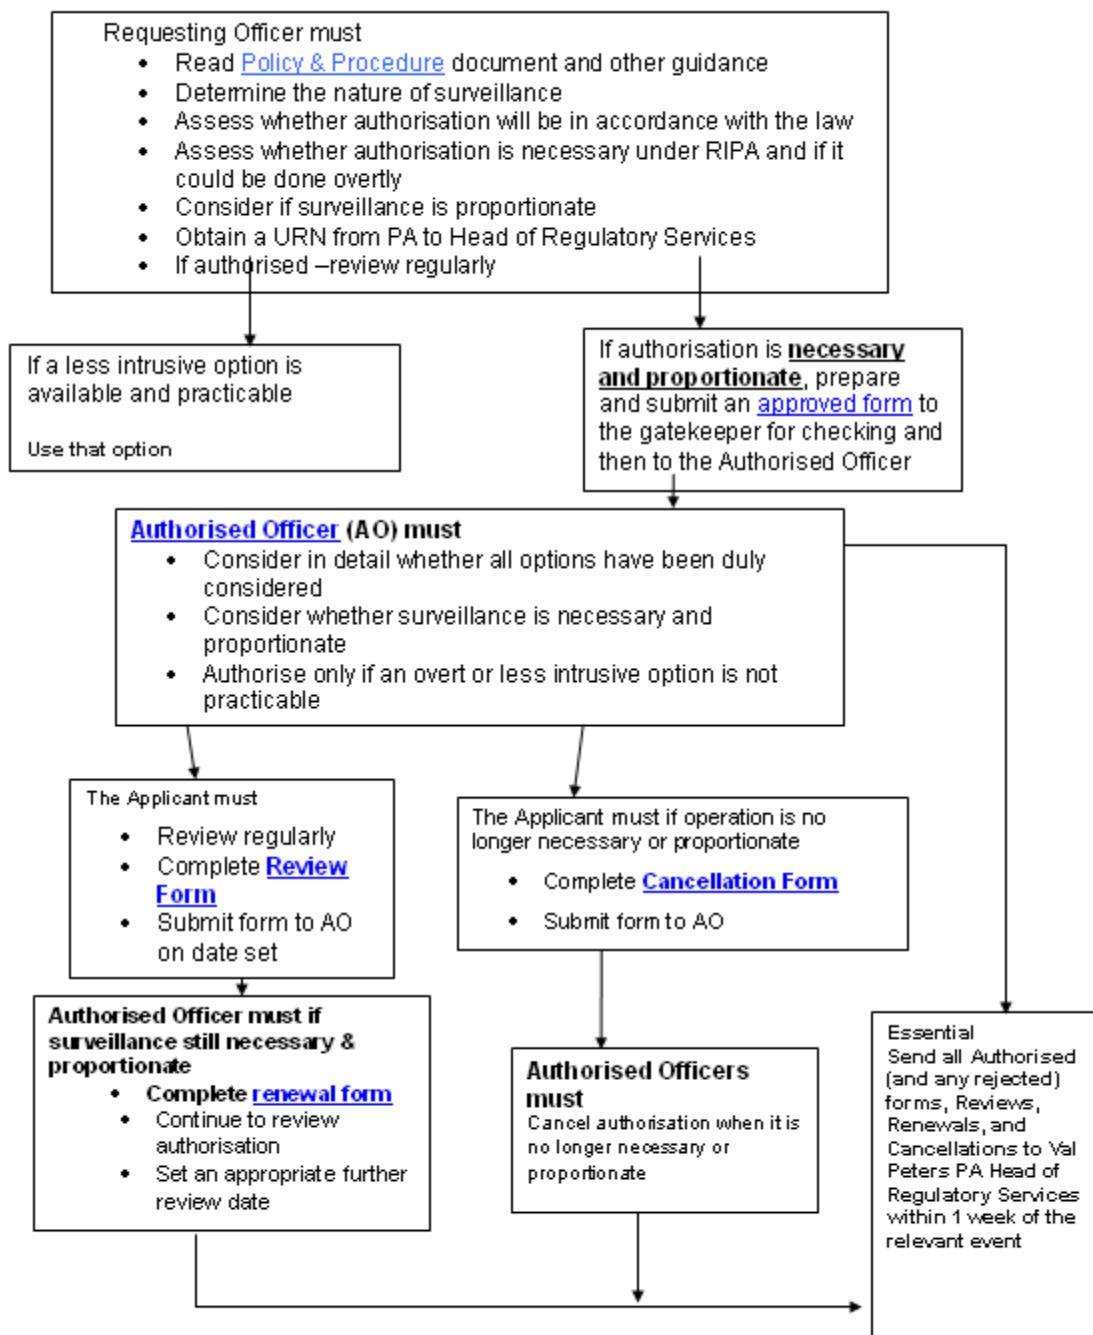 Requesting Officer must
• Read Policy & Procedure document and other guidance
• Determine the nature of surveillance
• Assess whether authorisation will be in accordance with the law
• Assess whether authorisation is necessary under RIPA and if it
could be done overtly
• Consider if surveillance is proportionate
• Obtain a URN from PA to Head of Regulatory Services
• If authorised –review regularly
If a less intrusive option is
available and practicable
Use that option
If authorisation is necessary
and proportionate, prepare
and submit an approved form to
the gatekeeper for checking and
then to the Authorised Officer
Authorised Officer (AO) must
• Consider in detail whether all options have been duly
considered
• Consider whether surveillance is necessary and
proportionate
• Authorise only if an overt or less intrusive option is not
practicable
The Applicant must
• Review regularly
• Complete Review
Form
• Submit form to AO
on date set
The Applicant must if operation is no
longer necessary or proportionate
• Complete Cancellation Form
• Submit form to AO
Authorised Officer must if
surveillance still necessary &
proportionate
• Complete renewal form
• Continue to review
authorisation
• Set an appropriate further
review date
Authorised Officers
must
Cancel authorisation when it is
no longer necessary or
proportionate
Essential
Send all Authorised
(and any rejected)
forms, Reviews,
Renewals, and
Cancellations to Val
Peters PA Head of
Regulatory Services
within 1 week of the
relevant event